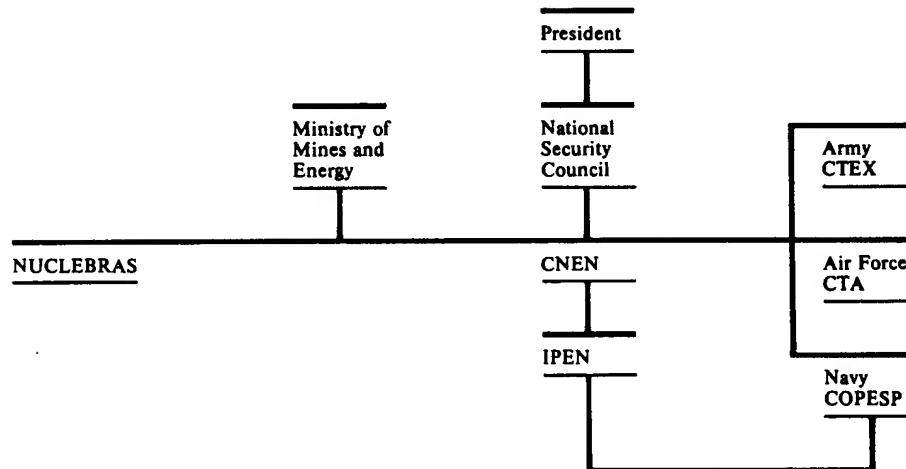 President
Ministry of
Mines and
Energy
National
Security
Council
Army
CTEX
NUCLEBRAS
CNEN
Air Force
CTA
IPEN
Navy
COPESP